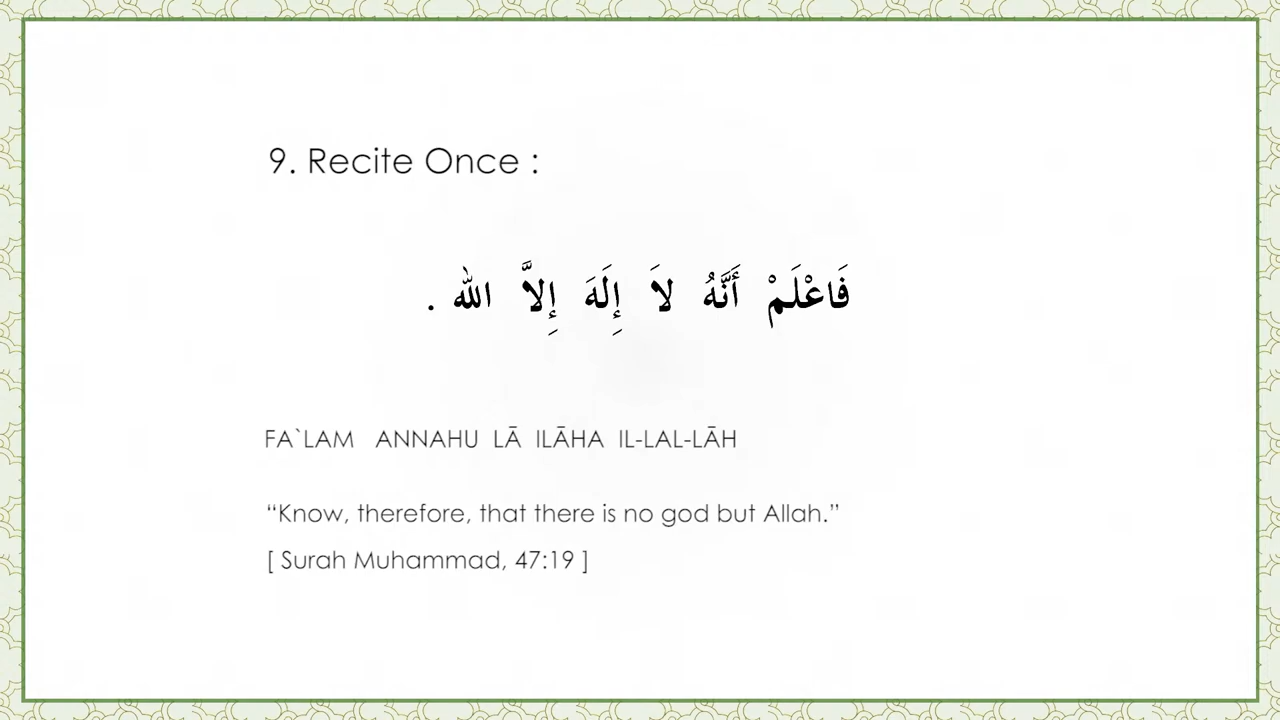 9. Recite Once :
فَاعْلَمْ أَنَّهُ لاَ إِلَهَ إِلاَّ الله .
FA`LAM ANNAHU LĀ ILĀHA IL-LAL-LĀH
“Know, therefore, that there is no god but Allah.”
[ Surah Muhammad, 47:19 ]